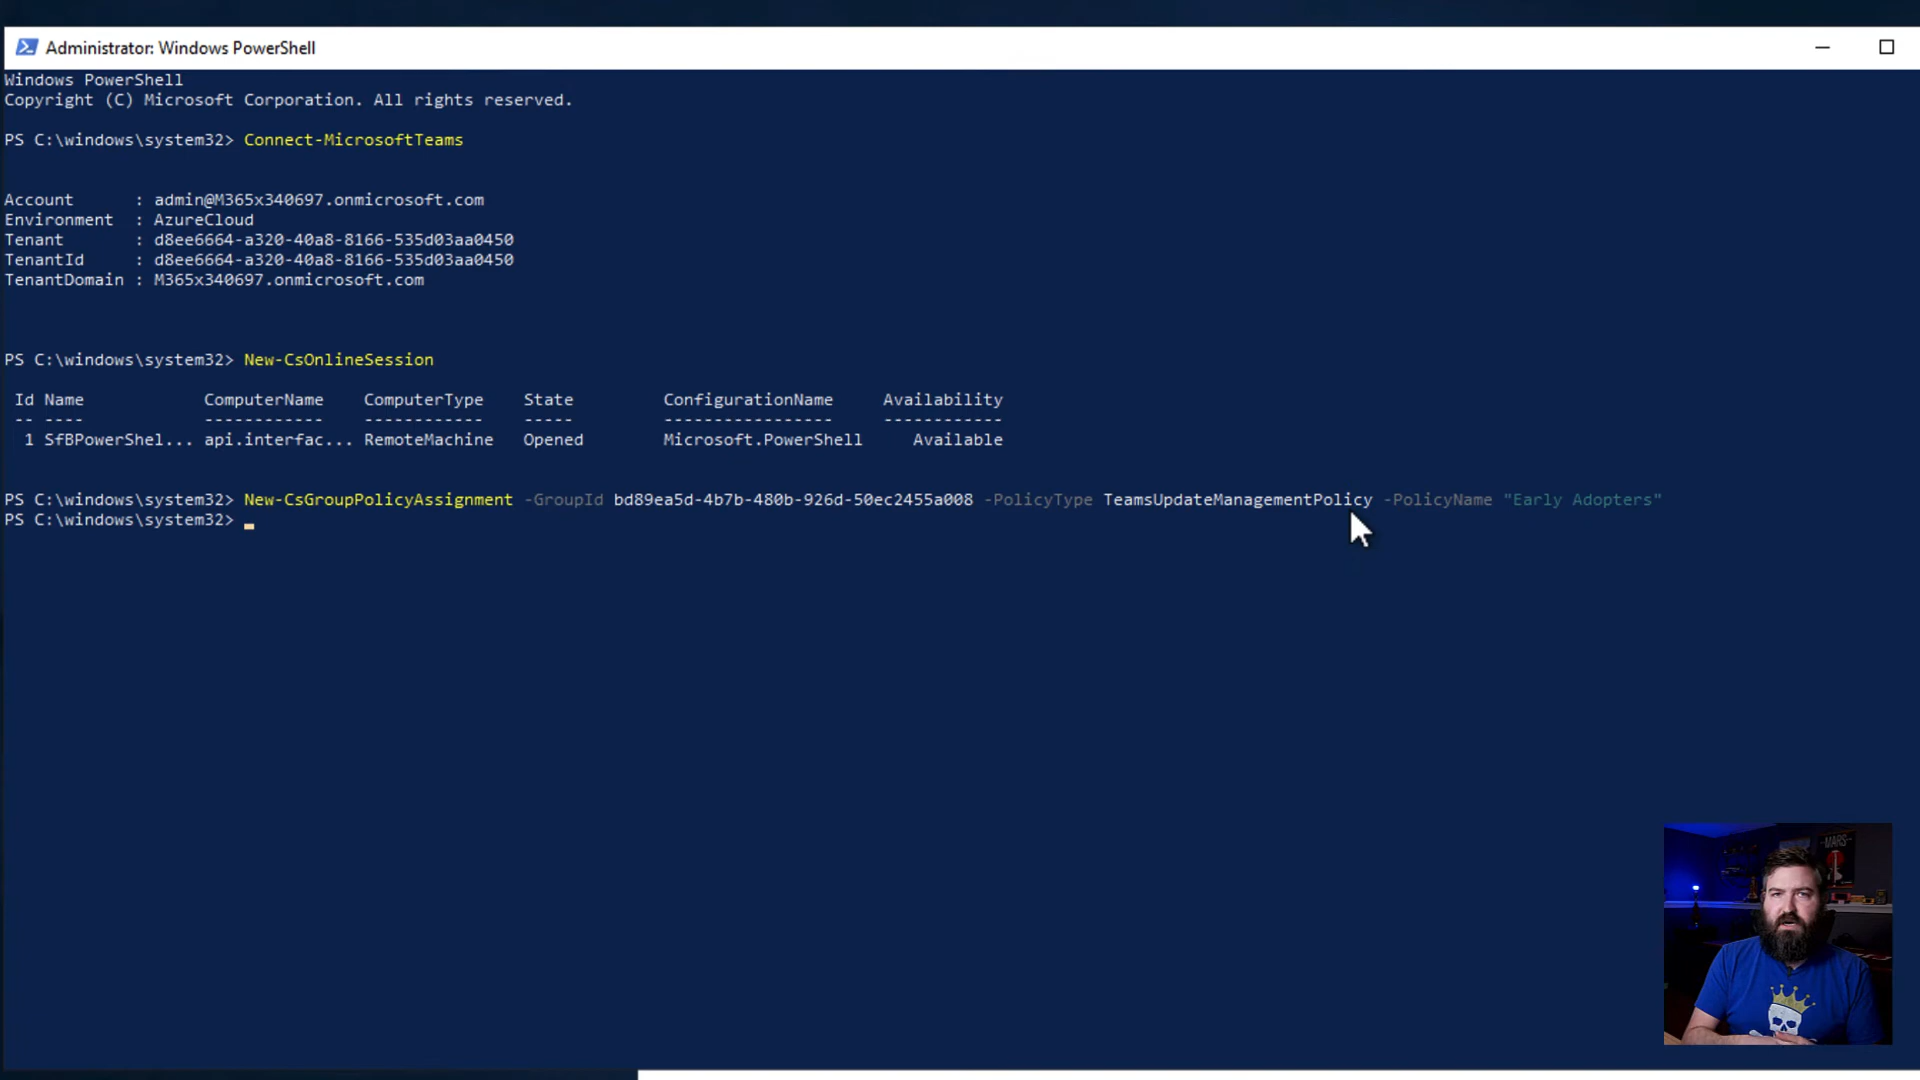 Administrator: Windows PowerShell
Windows PowerShell
Copyright (C) Microsoft Corporation. All rights reserved.
PS C:\windows\system32> Connect-MicrosoftTeams
Account : admin@M365x340697.onmicrosoft.com
Environment : AzureCloud
Tenant : d8ee6664-a320-40a8-8166-535d03aa0450
TenantId : d8ee6664-a320-40a8-8166-535d03aa0450
TenantDomain : M365x340697.onmicrosoft.com
PS C:\windows\system32> New-CsOnlineSession
Id Name ComputerName ComputerType State ConfigurationName Availability
-- ---- ------------ ------------ ----- ----------------- ------------
1 SfBPowerShel... api.interfac... RemoteMachine Opened Microsoft.PowerShell Available
PS C:\windows\system32> New-CsGroupPolicyAssignment -GroupId bd89ea5d-4b7b-480b-926d-50ec2455a008 -PolicyType TeamsUpdateManagementPolicy -PolicyName "Early Adopters"
PS C:\windows\system32>
MARS